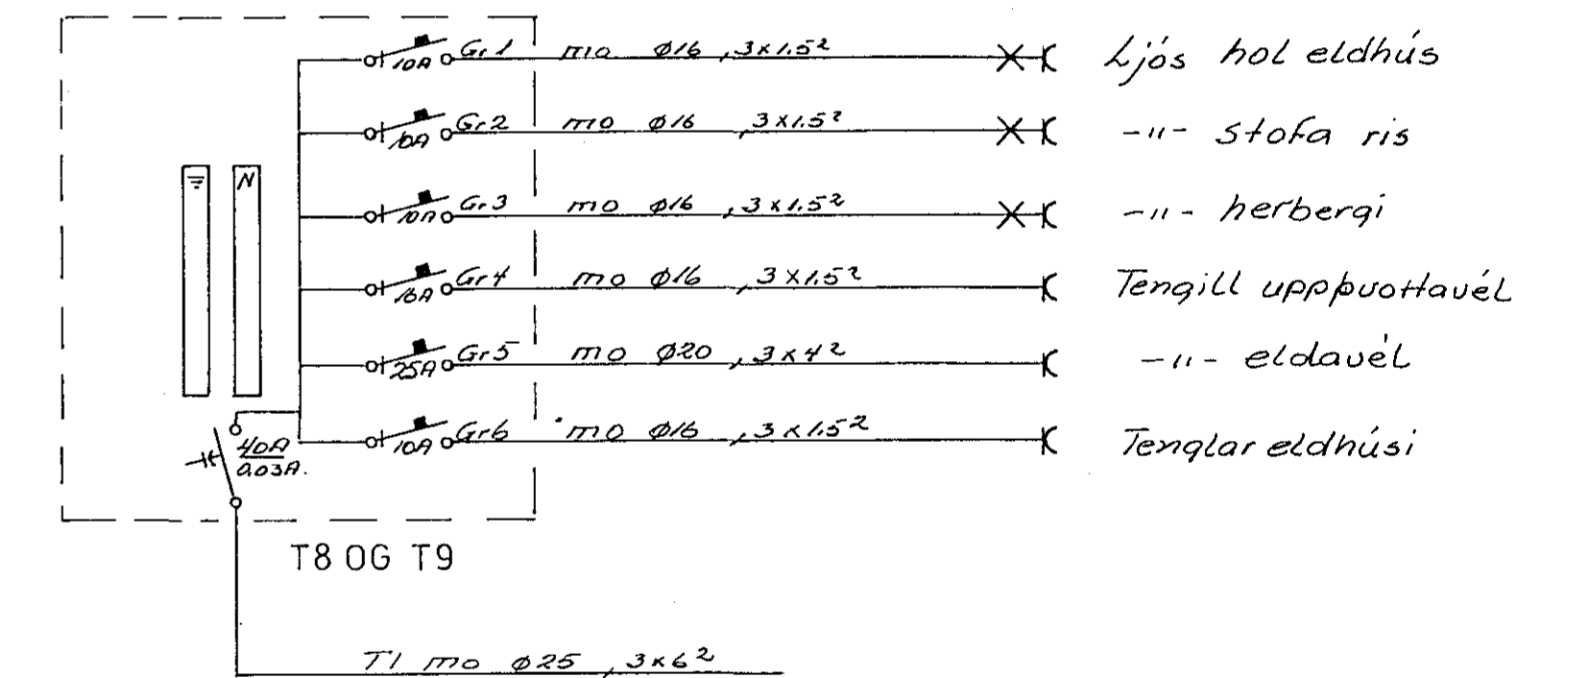 10A Gr1 mo ø16 , 3x1.5² Ljós hol eldhús
10A Gr2 mo ø16 , 3x1.5² -"- stofa ris
10A Gr3 mo ø16 , 3x1.5² -"- herbergi
Gr4 mo ø16 , 3x1.5² Tengill uppþvottavél
25A Gr5 mo ø20 , 3x4² -"- eldavél
10A Gr6 mo ø16 , 3x1.5² Tenglar eldhúsi
N
40A
0.03A.
T8 OG T9
T1 mo ø25 , 3x6²